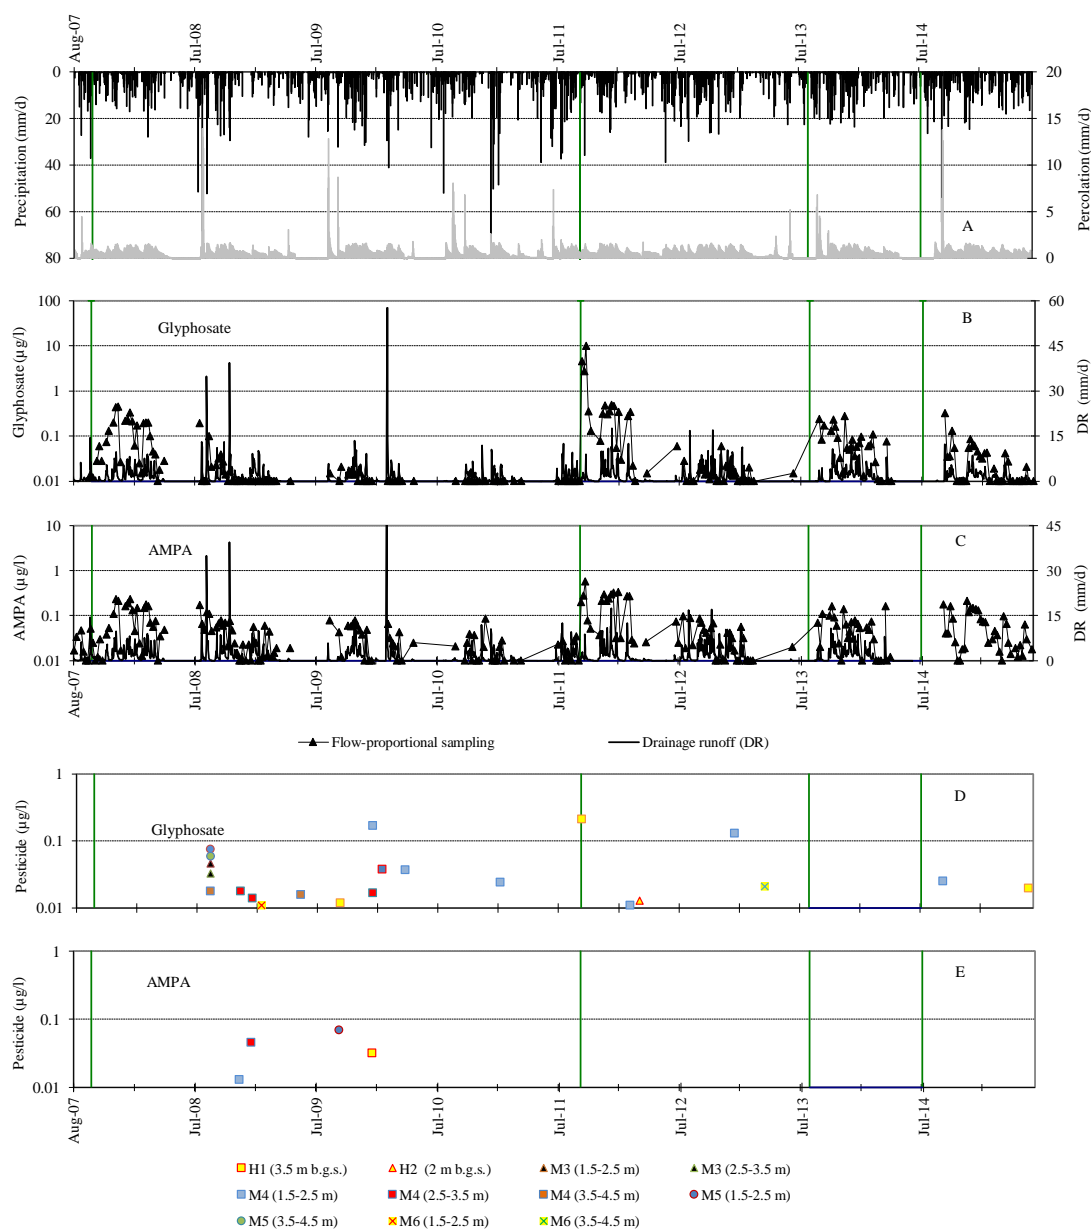 Aug-07 Jul-08 Jul-09 Jul-10 Jul-11 Jul-12 Jul-13 Jul-14
Precipitation (mm/d)
0
20
40
60
80
A
20
15
10
5
0
Percolation (mm/d)
Glyphosate (µg/l)
100
10
1
0.1
0.01
Glyphosate
B
60
45
30
15
0
DR (mm/d)
AMPA (µg/l)
10
1
0.1
0.01
AMPA
C
45
30
15
0
DR (mm/d)
Aug-07 Jul-08 Jul-09 Jul-10 Jul-11 Jul-12 Jul-13 Jul-14
Flow-proportional sampling Drainage runoff (DR)
Pesticide (µg/l)
1
0.1
0.01
Glyphosate
D
Pesticide (µg/l)
1
0.1
0.01
AMPA
E
Aug-07 Jul-08 Jul-09 Jul-10 Jul-11 Jul-12 Jul-13 Jul-14
H1 (3.5 m b.g.s.) H2 (2 m b.g.s.) M3 (1.5-2.5 m) M3 (2.5-3.5 m)
M4 (1.5-2.5 m) M4 (2.5-3.5 m) M4 (3.5-4.5 m) M5 (1.5-2.5 m)
M5 (3.5-4.5 m) M6 (1.5-2.5 m) M6 (3.5-4.5 m)